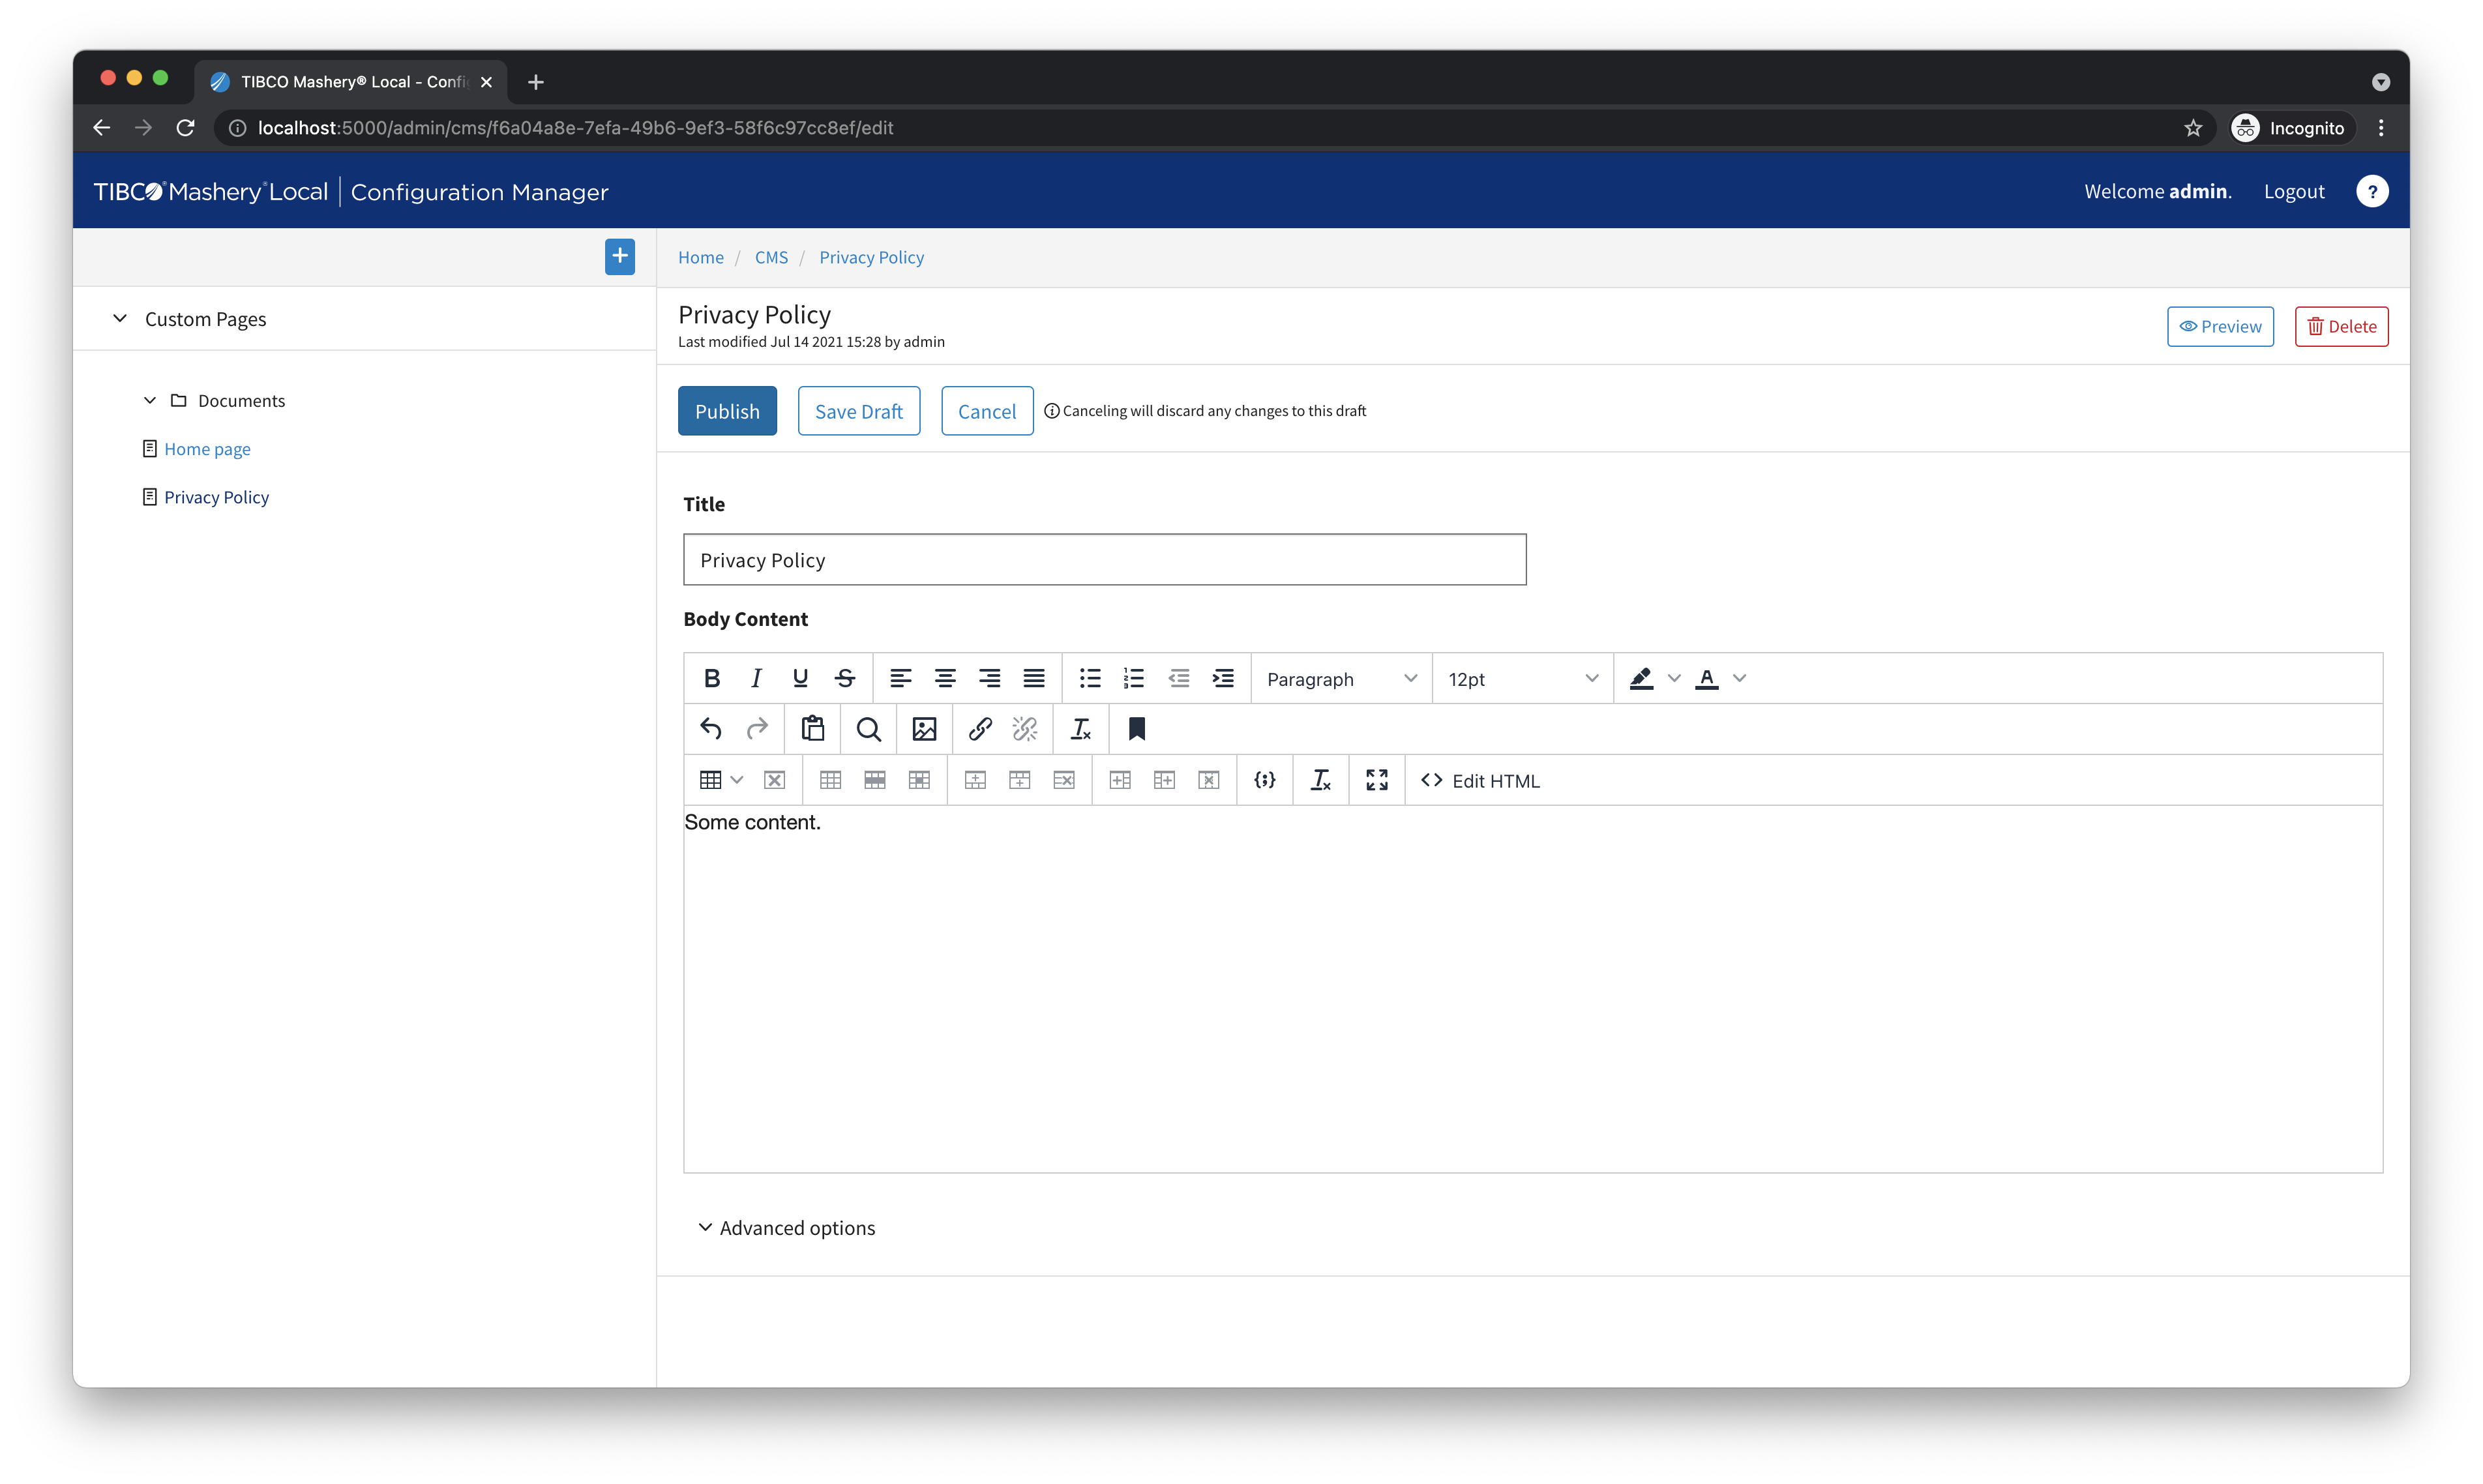 TIBCO Mashery® Local - Confi
localhost:5000/admin/cms/f6a04a8e-7efa-49b6-9ef3-58f6c97cc8ef/edit
Incognito
TIBCO® Mashery® Local | Configuration Manager
Welcome admin. Logout ?
+
Home / CMS / Privacy Policy
Custom Pages
Documents
Home page
Privacy Policy
Privacy Policy
Last modified Jul 14 2021 15:28 by admin
Preview Delete
Publish Save Draft Cancel Canceling will discard any changes to this draft
Title
Privacy Policy
Body Content
B I U S Paragraph 12pt A
Edit HTML
Some content.
Advanced options